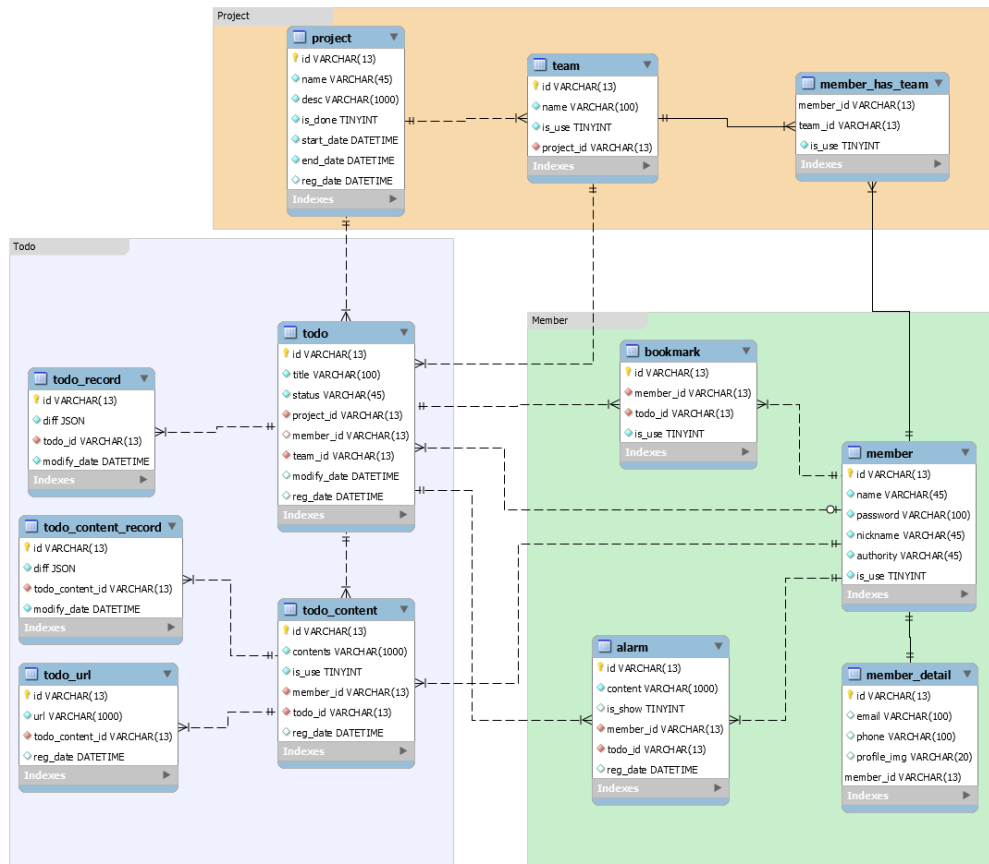 Project
project
id VARCHAR(13)
name VARCHAR(45)
desc VARCHAR(1000)
is_done TINYINT
start_date DATETIME
end_date DATETIME
reg_date DATETIME
Indexes
team
id VARCHAR(13)
name VARCHAR(100)
is_use TINYINT
project_id VARCHAR(13)
Indexes
member_has_team
member_id VARCHAR(13)
team_id VARCHAR(13)
is_use TINYINT
Indexes
Todo
todo
id VARCHAR(13)
title VARCHAR(100)
status VARCHAR(45)
project_id VARCHAR(13)
member_id VARCHAR(13)
team_id VARCHAR(13)
modify_date DATETIME
reg_date DATETIME
Indexes
todo_record
id VARCHAR(13)
diff JSON
todo_id VARCHAR(13)
modify_date DATETIME
Indexes
todo_content_record
id VARCHAR(13)
diff JSON
todo_content_id VARCHAR(13)
modify_date DATETIME
Indexes
todo_content
id VARCHAR(13)
contents VARCHAR(1000)
is_use TINYINT
member_id VARCHAR(13)
todo_id VARCHAR(13)
reg_date DATETIME
Indexes
todo_url
id VARCHAR(13)
url VARCHAR(1000)
todo_content_id VARCHAR(13)
reg_date DATETIME
Indexes
Member
bookmark
id VARCHAR(13)
member_id VARCHAR(13)
todo_id VARCHAR(13)
is_use TINYINT
Indexes
member
id VARCHAR(13)
name VARCHAR(45)
password VARCHAR(100)
nickname VARCHAR(45)
authority VARCHAR(45)
is_use TINYINT
Indexes
alarm
id VARCHAR(13)
content VARCHAR(1000)
is_show TINYINT
member_id VARCHAR(13)
todo_id VARCHAR(13)
reg_date DATETIME
Indexes
member_detail
id VARCHAR(13)
email VARCHAR(100)
phone VARCHAR(100)
profile_img VARCHAR(20)
member_id VARCHAR(13)
Indexes